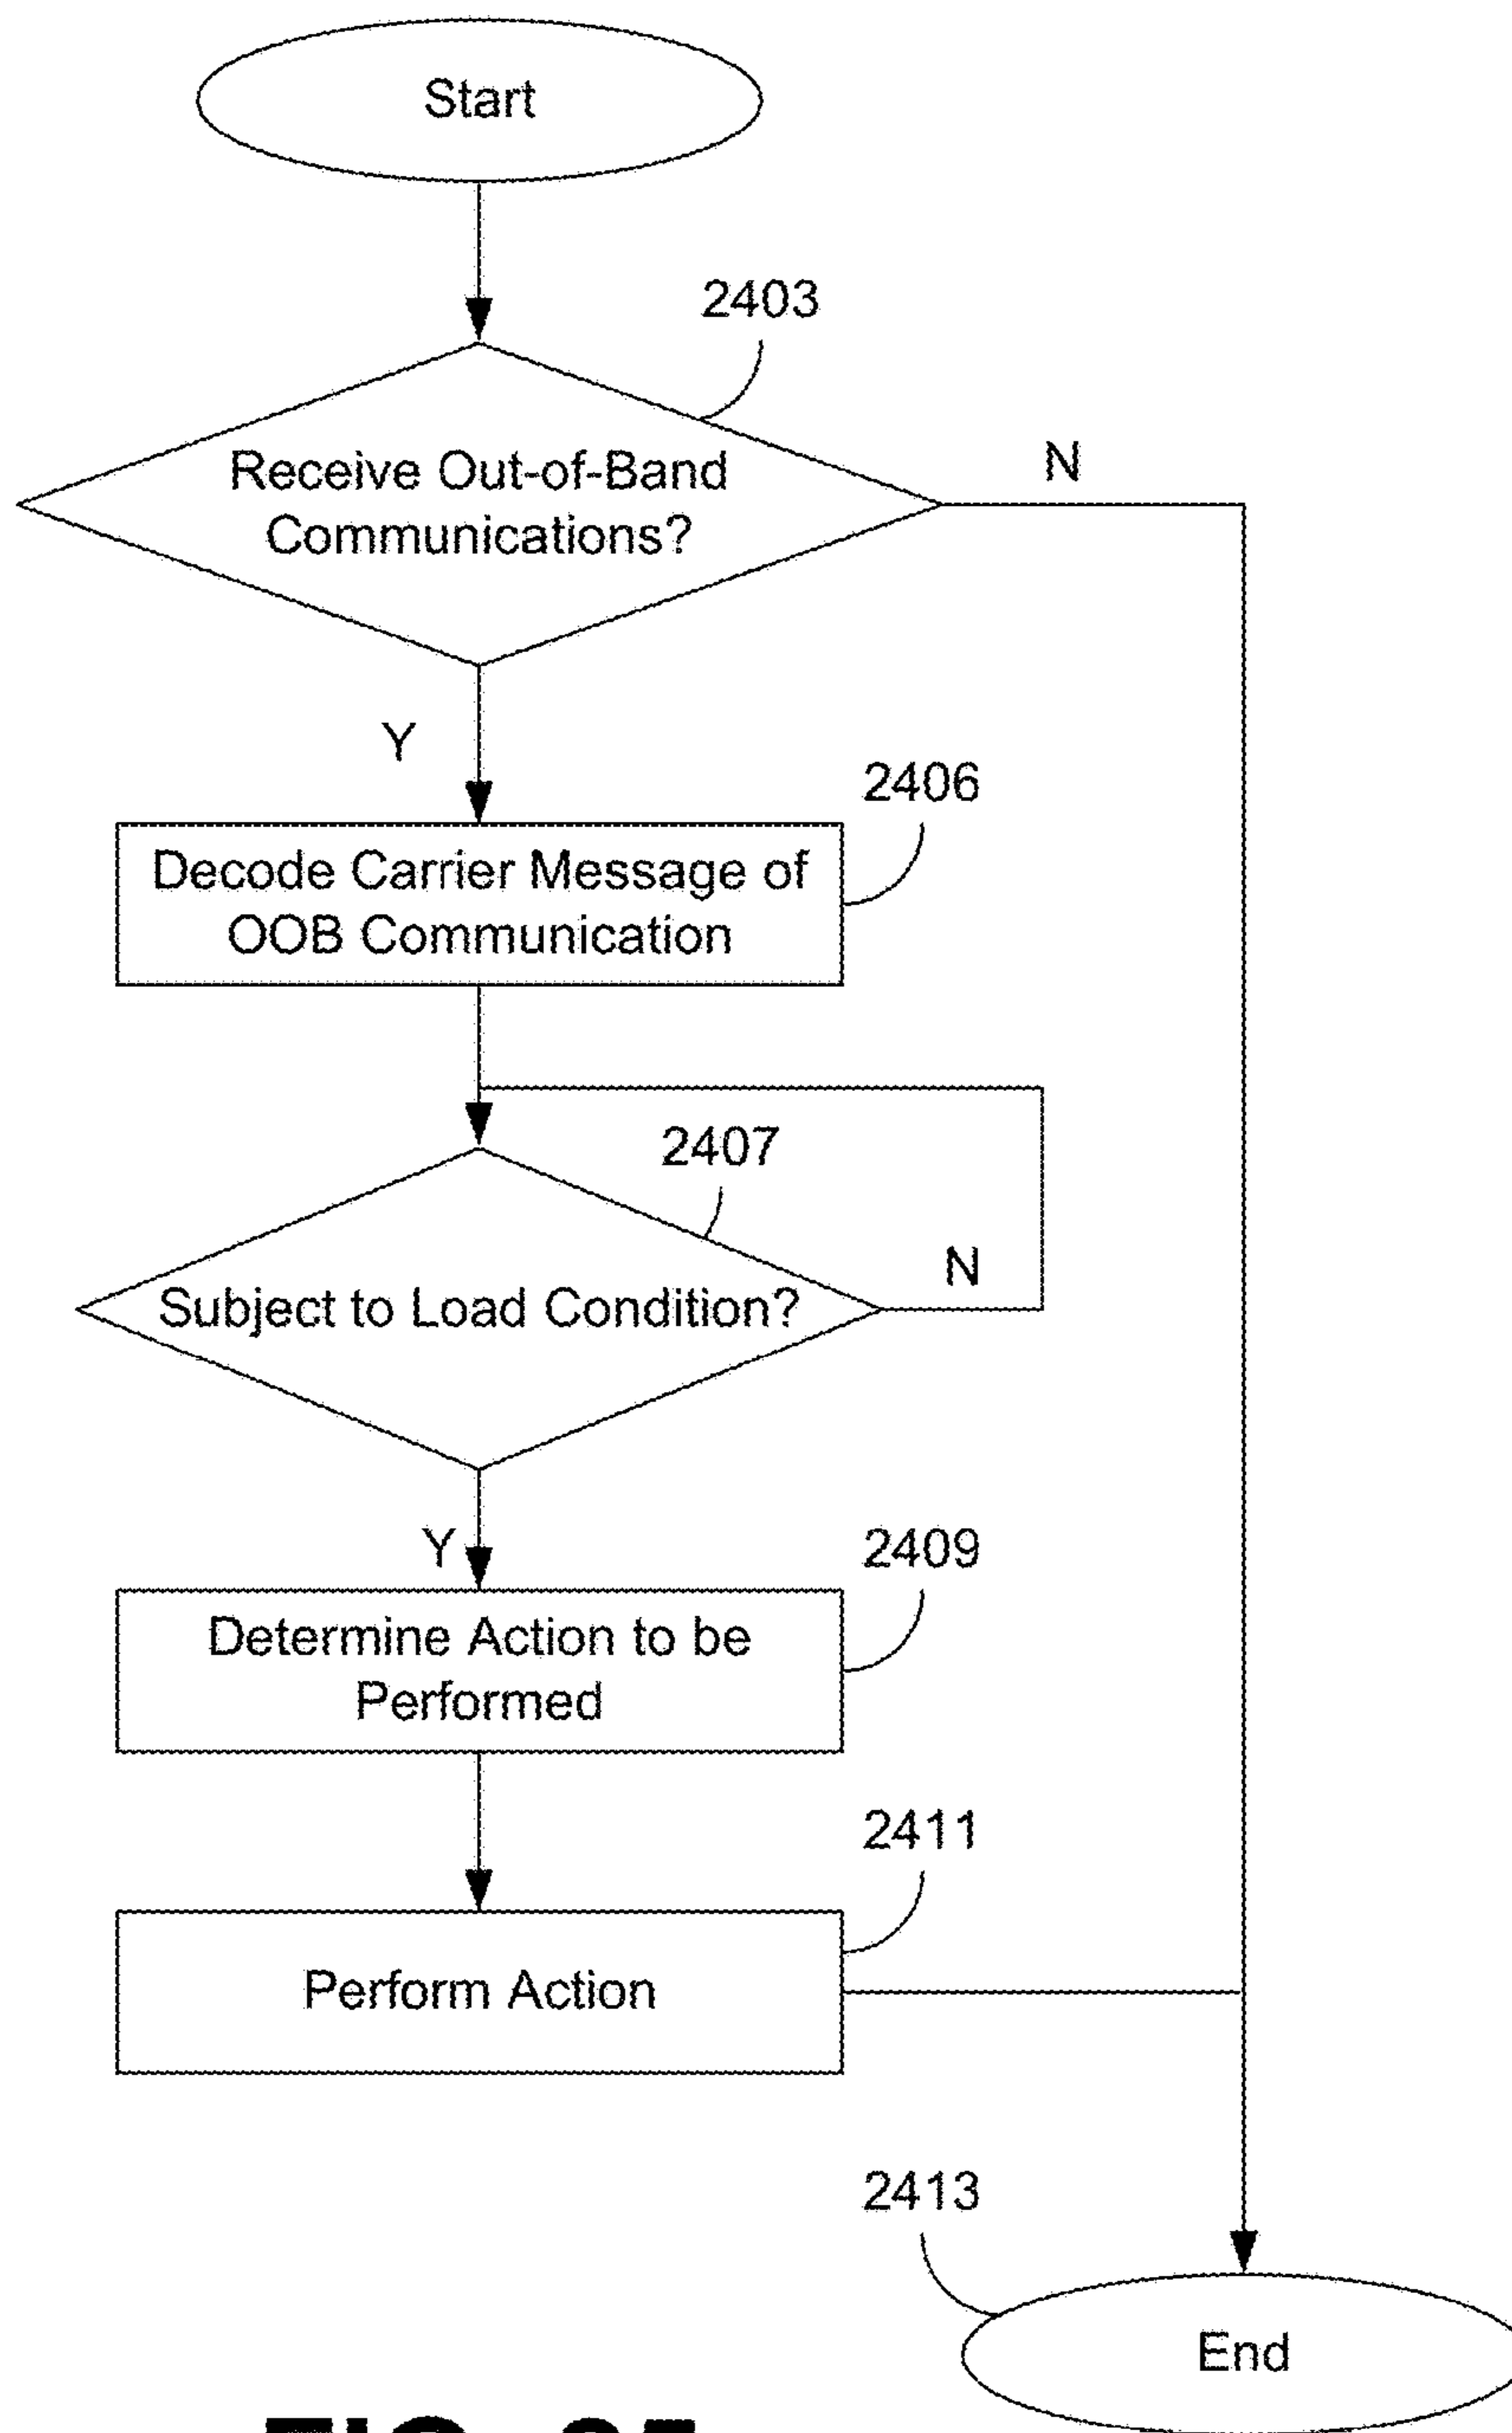 Start
2403
Receive Out-of-Band
Communications?
N
Y
2406
Decode Carrier Message of
OOB Communication
2407
N
Subject to Load Condition?
Y
2409
Determine Action to be
Performed
2411
Perform Action
2413
End